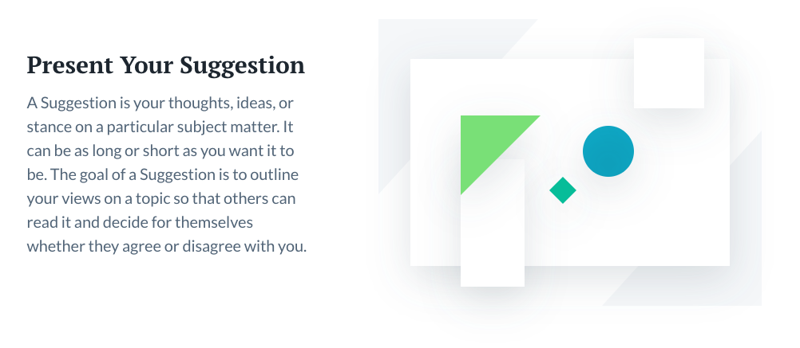 Present Your Suggestion
A Suggestion is your thoughts, ideas, or
stance on a particular subject matter. It
can be as long or short as you want it to
be. The goal of a Suggestion is to outline
your views on a topic so that others can
read it and decide for themselves
whether they agree or disagree with you.